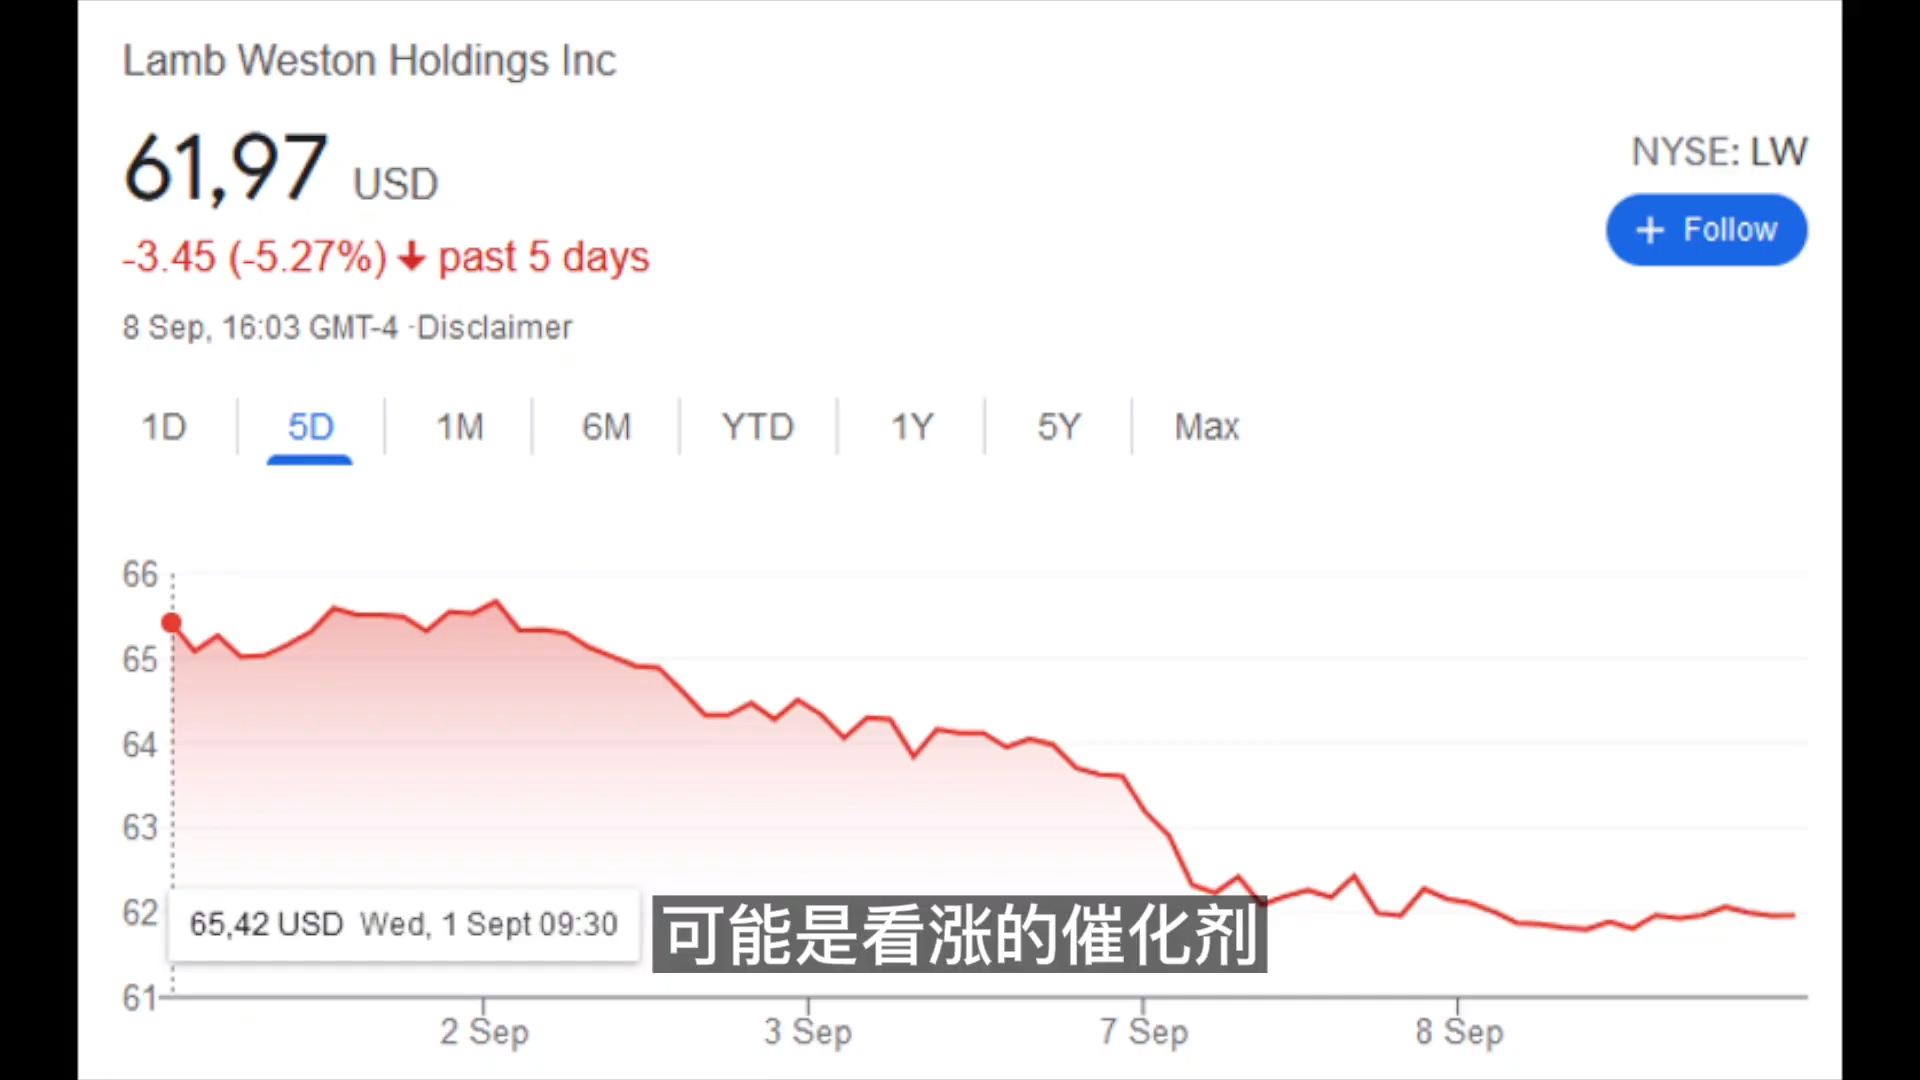 Lamb Weston Holdings Inc
61,97 USD
NYSE: LW
+ Follow
-3.45 (-5.27%) ↓ past 5 days
8 Sep, 16:03 GMT-4 ·Disclaimer
1D 5D 1M 6M YTD 1Y 5Y Max
66
65
64
63
62
61
65,42 USD Wed, 1 Sept 09:30
可能是看涨的催化剂
2 Sep 3 Sep 7 Sep 8 Sep